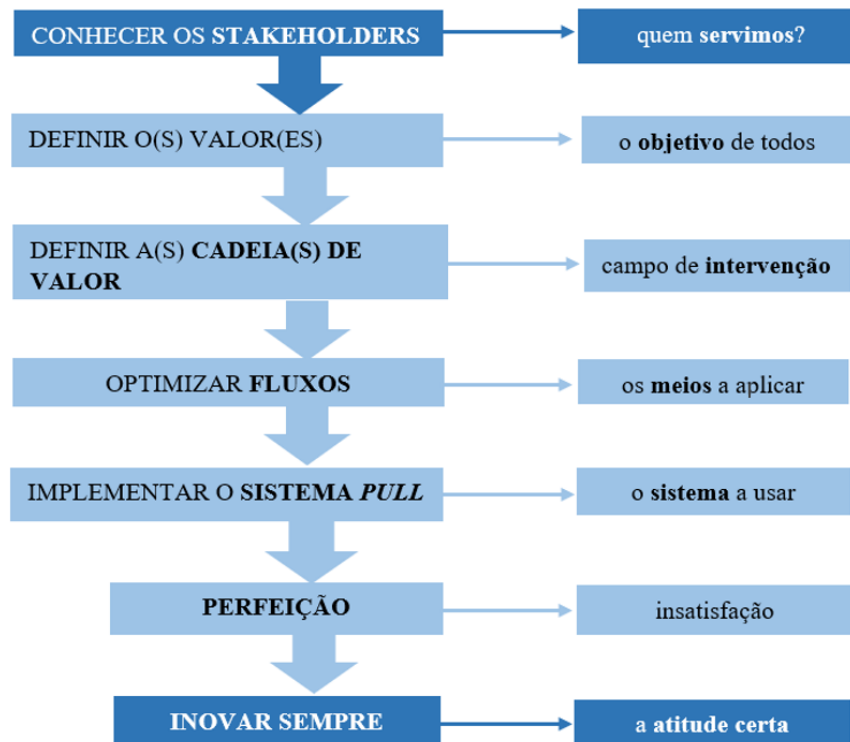 CONHECER OS STAKEHOLDERS
quem servimos?
DEFINIR O(S) VALOR(ES)
o objetivo de todos
DEFINIR A(S) CADEIA(S) DE
VALOR
campo de intervenção
OPTIMIZAR FLUXOS
os meios a aplicar
IMPLEMENTAR O SISTEMA PULL
o sistema a usar
PERFEIÇÃO
insatisfação
INOVAR SEMPRE
a atitude certa